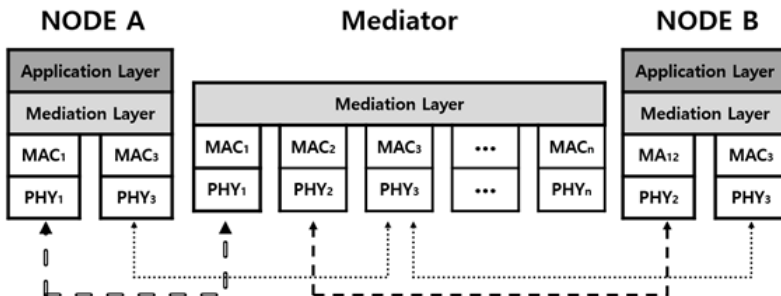 NODE A Mediator NODE B
Application Layer Application Layer
Mediation Layer Mediation Layer Mediation Layer
MAC₁ MAC₃ MAC₁ MAC₂ MAC₃ ••• MACₙ MA₁₂ MAC₃
PHY₁ PHY₃ PHY₁ PHY₂ PHY₃ ••• PHYₙ PHY₂ PHY₃